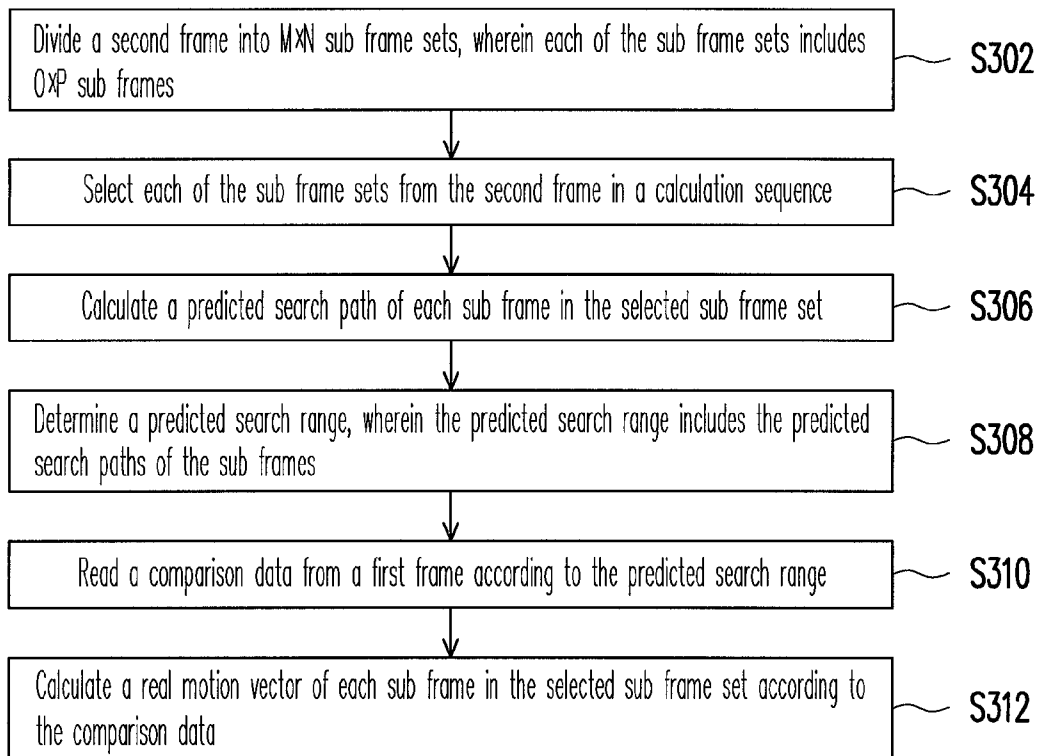 Divide a second frame into M×N sub frame sets, wherein each of the sub frame sets includes
O×P sub frames
S302
Select each of the sub frame sets from the second frame in a calculation sequence
S304
Calculate a predicted search path of each sub frame in the selected sub frame set
S306
Determine a predicted search range, wherein the predicted search range includes the predicted
search paths of the sub frames
S308
Read a comparison data from a first frame according to the predicted search range
S310
Calculate a real motion vector of each sub frame in the selected sub frame set according to
the comparison data
S312